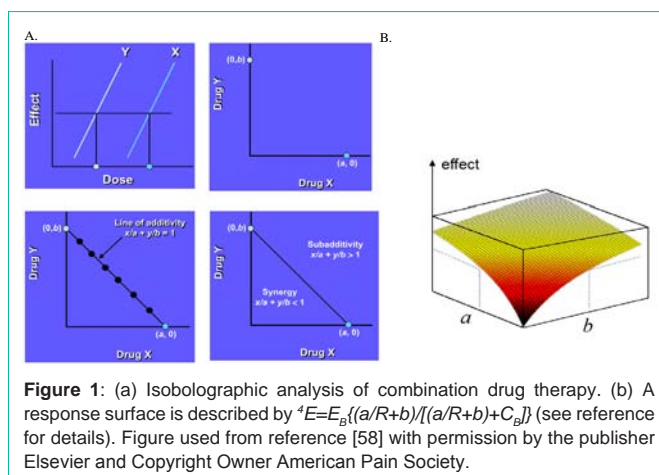 A.
B.
Y X
Effect
Dose
(0,b)
Drug Y
(a, 0)
Drug X
(0,b)
Line of additivity
x/a + y/b = 1
Drug Y
(a, 0)
Drug X
(0,b)
Subadditivity
x/a + y/b > 1
Drug Y
Synergy
x/a + y/b < 1
(a, 0)
Drug X
effect
a
b
Figure 1: (a) Isobolographic analysis of combination drug therapy. (b) A
response surface is described by ⁴E=E_B{(a/R+b)/[(a/R+b)+C_B]} (see reference
for details). Figure used from reference [58] with permission by the publisher
Elsevier and Copyright Owner American Pain Society.